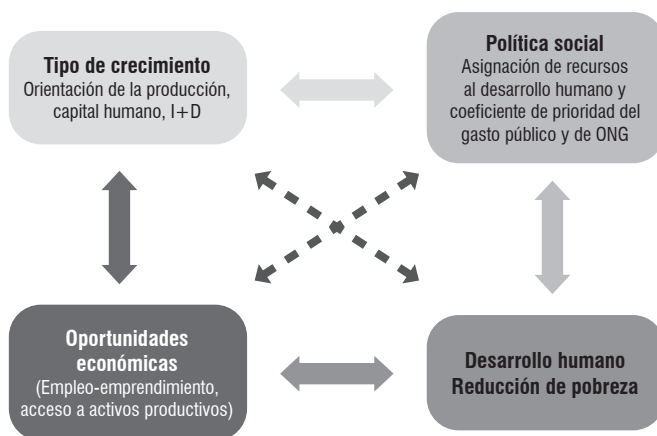 Tipo de crecimiento
Orientación de la producción,
capital humano, I+D
Política social
Asignación de recursos
al desarrollo humano y
coeficiente de prioridad del
gasto público y de ONG
Oportunidades
económicas
(Empleo-emprendimiento,
acceso a activos productivos)
Desarrollo humano
Reducción de pobreza